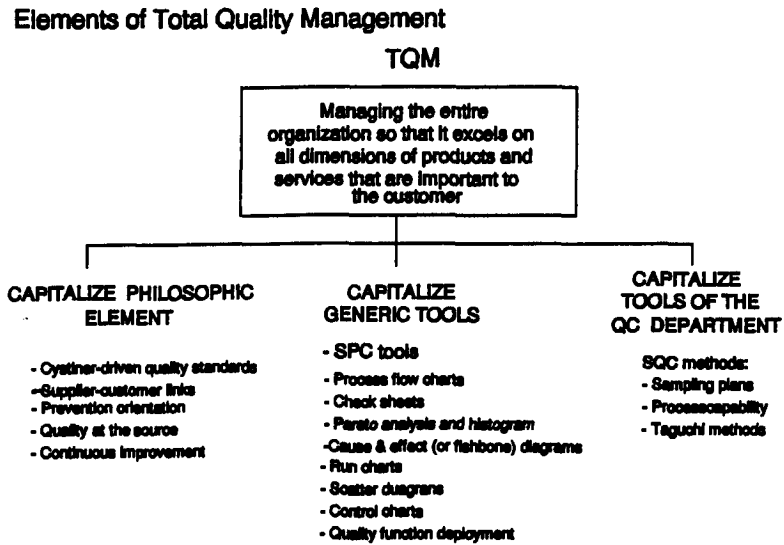 Elements of Total Quality Management
TQM
Managing the entire
organization so that it excels on
all dimensions of products and
services that are important to
the customer
CAPITALIZE PHILOSOPHIC
ELEMENT
- Cystiner-driven quality standards
-Supplier-customer links
- Prevention orientation
- Quality at the source
- Continuous improvement
CAPITALIZE
GENERIC TOOLS
- SPC tools
- Process flow charts
- Check sheets
- Pareto analysis and histogram
-Cause & effect (or fishbone) diagrams
- Run charts
- Scatter duagrans
- Control charts
- Quality function deployment
CAPITALIZE
TOOLS OF THE
QC DEPARTMENT
SQC methods:
- Sampling plans
- Processcapability
- Taguchi methods